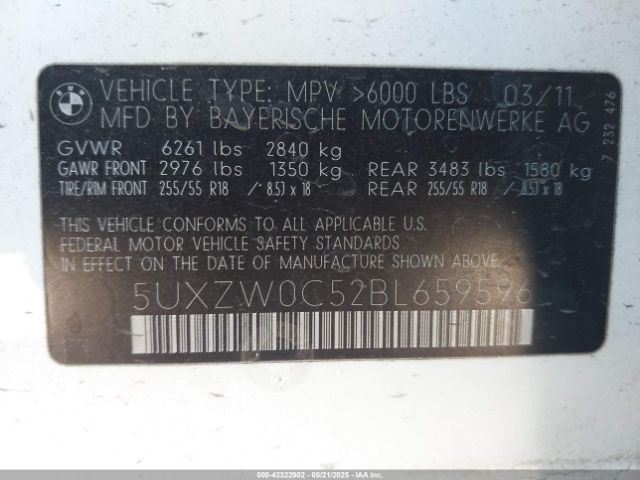 BMW
VEHICLE TYPE: MPV >6000 LBS 03/11
MFD BY BAYERISCHE MOTORENWERKE AG
GVWR 6261 lbs 2840 kg
GAWR FRONT 2976 lbs 1350 kg REAR 3483 lbs 1580 kg
TIRE/RIM FRONT 255/55 R18 / 8.5J x 18 REAR 255/55 R18 / 8.5J x 18
7 232 476
THIS VEHICLE CONFORMS TO ALL APPLICABLE U.S.
FEDERAL MOTOR VEHICLE SAFETY STANDARDS
IN EFFECT ON THE DATE OF MANUFACTURE SHOWN ABOVE.
5UXZW0C52BL659596
000-42322902 - 05/21/2025 - IAAI.COM